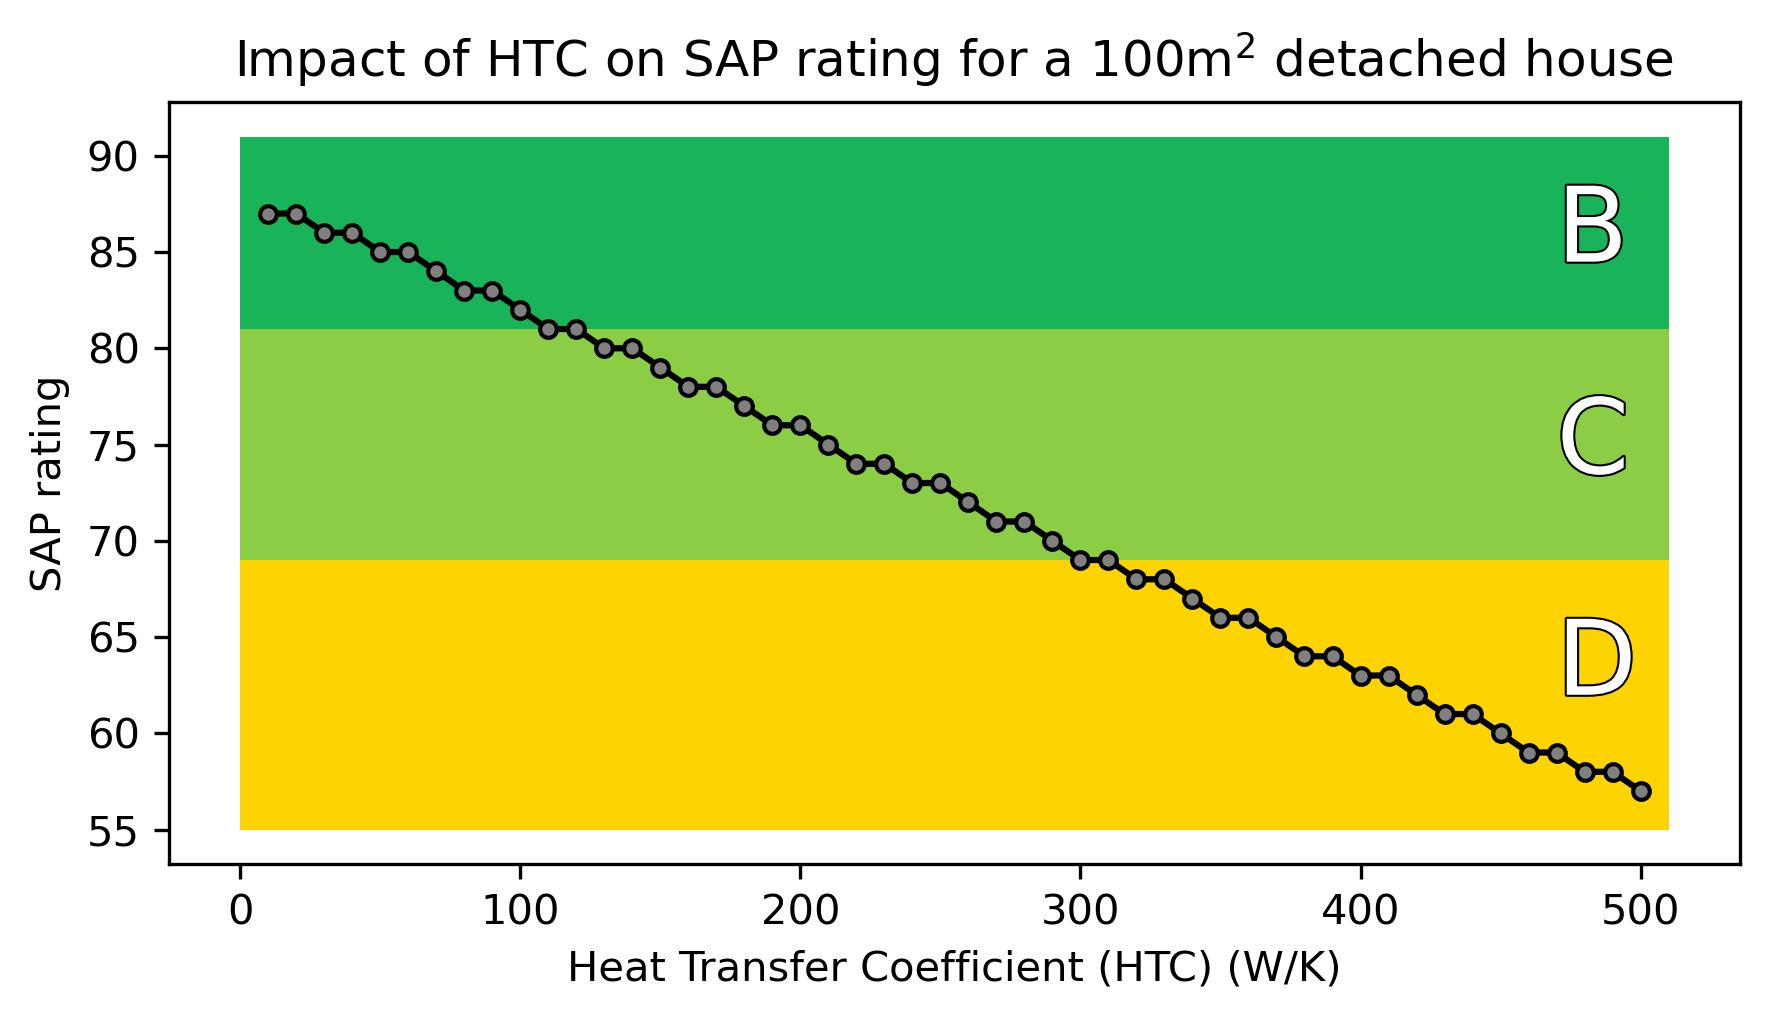 Impact of HTC on SAP rating for a 100m² detached house
90
85
80
75
70
65
60
55
SAP rating
B
C
D
0 100 200 300 400 500
Heat Transfer Coefficient (HTC) (W/K)